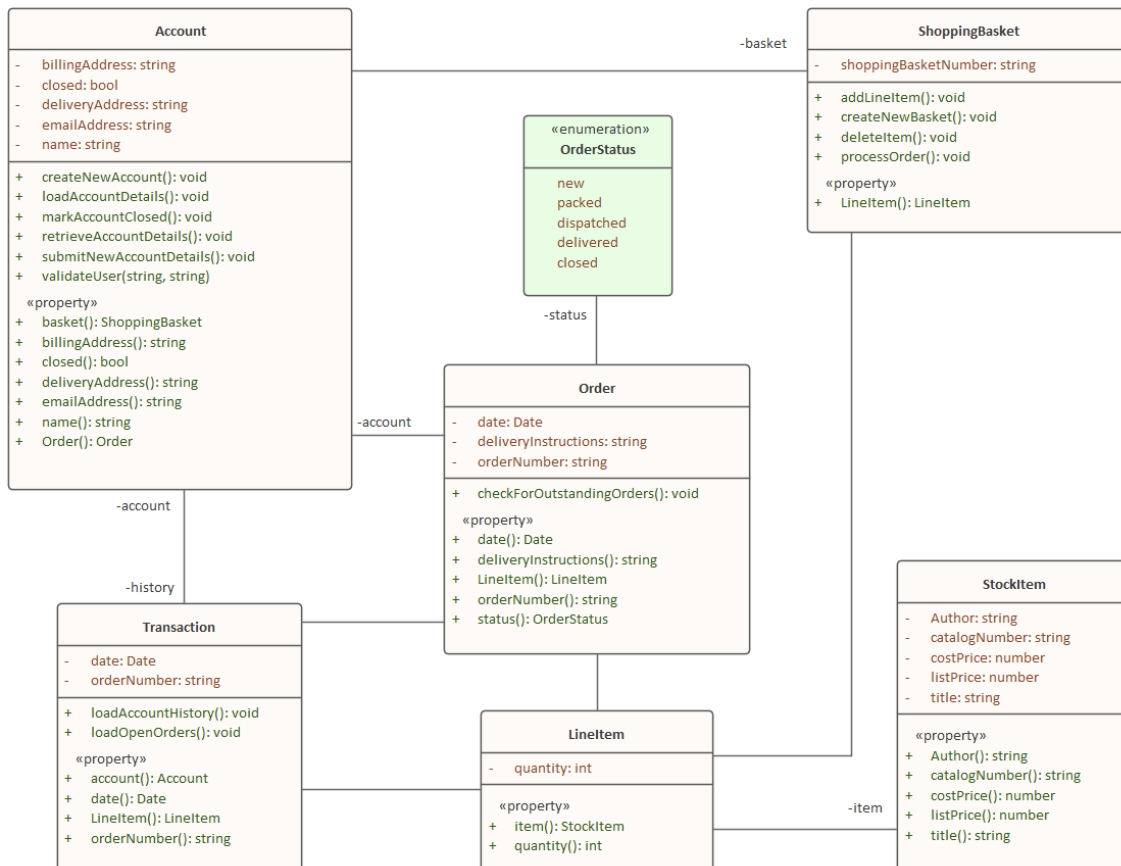 Account
- billingAddress: string
- closed: bool
- deliveryAddress: string
- emailAddress: string
- name: string
+ createNewAccount(): void
+ loadAccountDetails(): void
+ markAccountClosed(): void
+ retrieveAccountDetails(): void
+ submitNewAccountDetails(): void
+ validateUser(string, string)
«property»
+ basket(): ShoppingBasket
+ billingAddress(): string
+ closed(): bool
+ deliveryAddress(): string
+ emailAddress(): string
+ name(): string
+ Order(): Order
-basket
ShoppingBasket
- shoppingBasketNumber: string
+ addLineItem(): void
+ createNewBasket(): void
+ deleteItem(): void
+ processOrder(): void
«property»
+ LineItem(): LineItem
«enumeration»
OrderStatus
new
packed
dispatched
delivered
closed
-status
-account
Order
- date: Date
- deliveryInstructions: string
- orderNumber: string
+ checkForOutstandingOrders(): void
«property»
+ date(): Date
+ deliveryInstructions(): string
+ LineItem(): LineItem
+ orderNumber(): string
+ status(): OrderStatus
-account
-history
Transaction
- date: Date
- orderNumber: string
+ loadAccountHistory(): void
+ loadOpenOrders(): void
«property»
+ account(): Account
+ date(): Date
+ LineItem(): LineItem
+ orderNumber(): string
LineItem
- quantity: int
«property»
+ item(): StockItem
+ quantity(): int
-item
StockItem
- Author: string
- catalogNumber: string
- costPrice: number
- listPrice: number
- title: string
«property»
+ Author(): string
+ catalogNumber(): string
+ costPrice(): number
+ listPrice(): number
+ title(): string